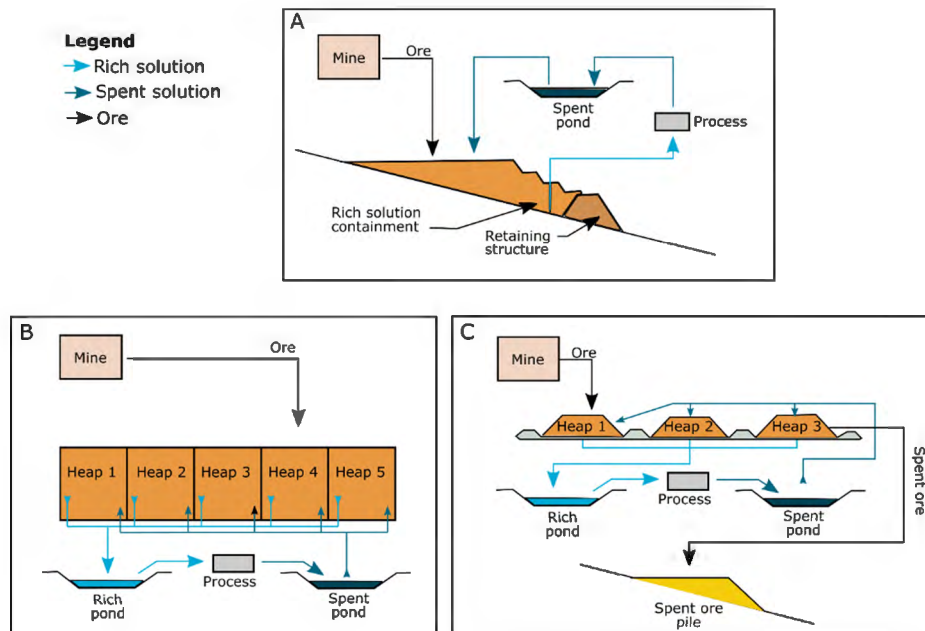 A
Legend
Rich solution
Spent solution
Ore
Mine
Ore
Spent
pond
Process
Rich solution
containment
Retaining
structure
B
Mine
Ore
Heap 1
Heap 2
Heap 3
Heap 4
Heap 5
Rich
pond
Process
Spent
pond
C
Mine
Ore
Heap 1
Heap 2
Heap 3
Spent ore
Rich
pond
Process
Spent
pond
Spent ore
pile